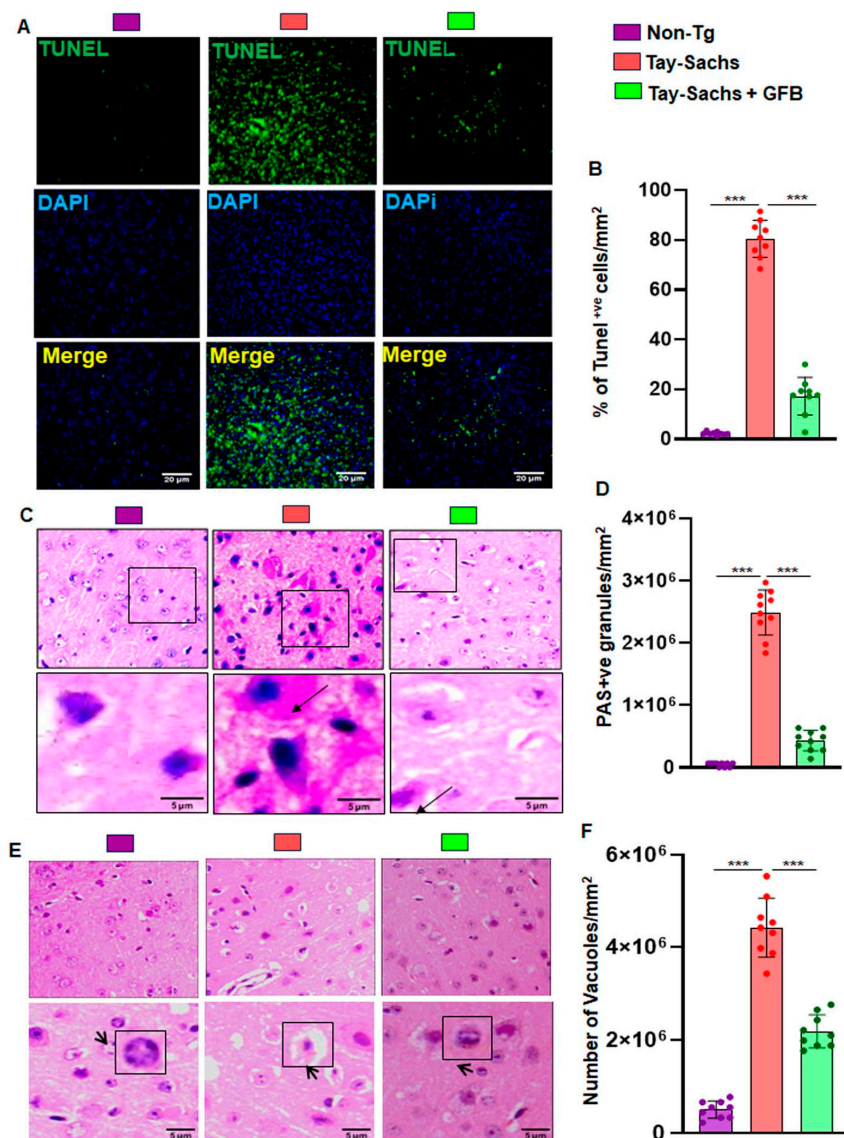 Non-Tg
Tay-Sachs
Tay-Sachs + GFB
A
TUNEL TUNEL TUNEL
DAPI DAPI DAPi
Merge Merge Merge
20 µm 20 µm 20 µm
B
% of Tunel +ve cells/mm²
100
80
60
40
20
0
*** ***
C
5 µm 5 µm 5 µm
D
PAS+ve granules/mm²
4×10⁶
3×10⁶
2×10⁶
1×10⁶
0
*** ***
E
5 µm 5 µm 5 µm
F
Number of Vacuoles/mm²
6×10⁶
4×10⁶
2×10⁶
0
*** ***